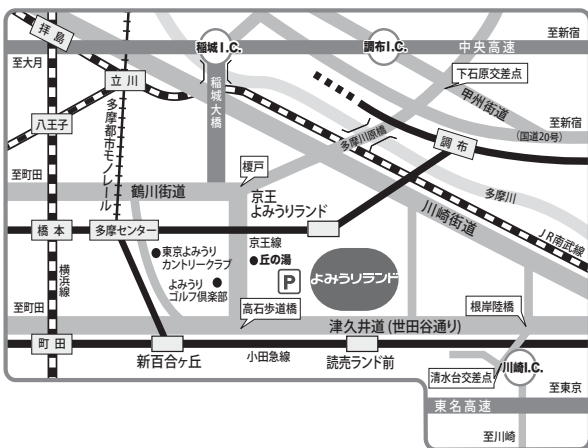 拝島
稲城I.C.
調布I.C.
中央高速
至新宿
至大月
立川
下石原交差点
甲州街道
稲城大橋
多摩都市モノレール
八王子
至新宿
(国道20号)
多摩川原橋
調布
榎戸
至町田
鶴川街道
京王
よみうりランド
多摩川
川崎街道
JR南武線
橋本
多摩センター
京王線
東京よみうり
カントリークラブ
丘の湯
よみうりランド
P
横浜線
よみうり
ゴルフ倶楽部
至町田
高石歩道橋
根岸陸橋
津久井道(世田谷通り)
町田
新百合ヶ丘
小田急線
読売ランド前
清水台交差点
川崎I.C.
至東京
東名高速
至川崎